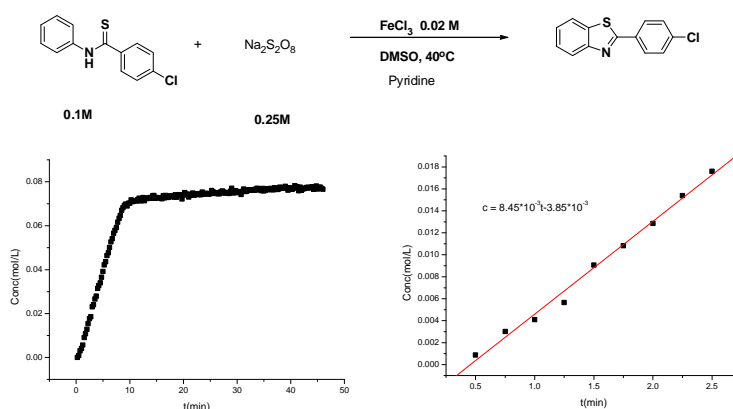 S
N
H
Cl
0.1M
+
Na₂S₂O₈
0.25M
FeCl₃ 0.02 M
DMSO, 40ºC
Pyridine
S
N
Cl
Conc(mol/L)
0.08
0.06
0.04
0.02
0.00
0 10 20 30 40 50
t(min)
Conc(mol/L)
0.018
0.016
0.014
0.012
0.010
0.008
0.006
0.004
0.002
0.000
c = 8.45*10⁻³t-3.85*10⁻³
0.5 1.0 1.5 2.0 2.5
t(min)